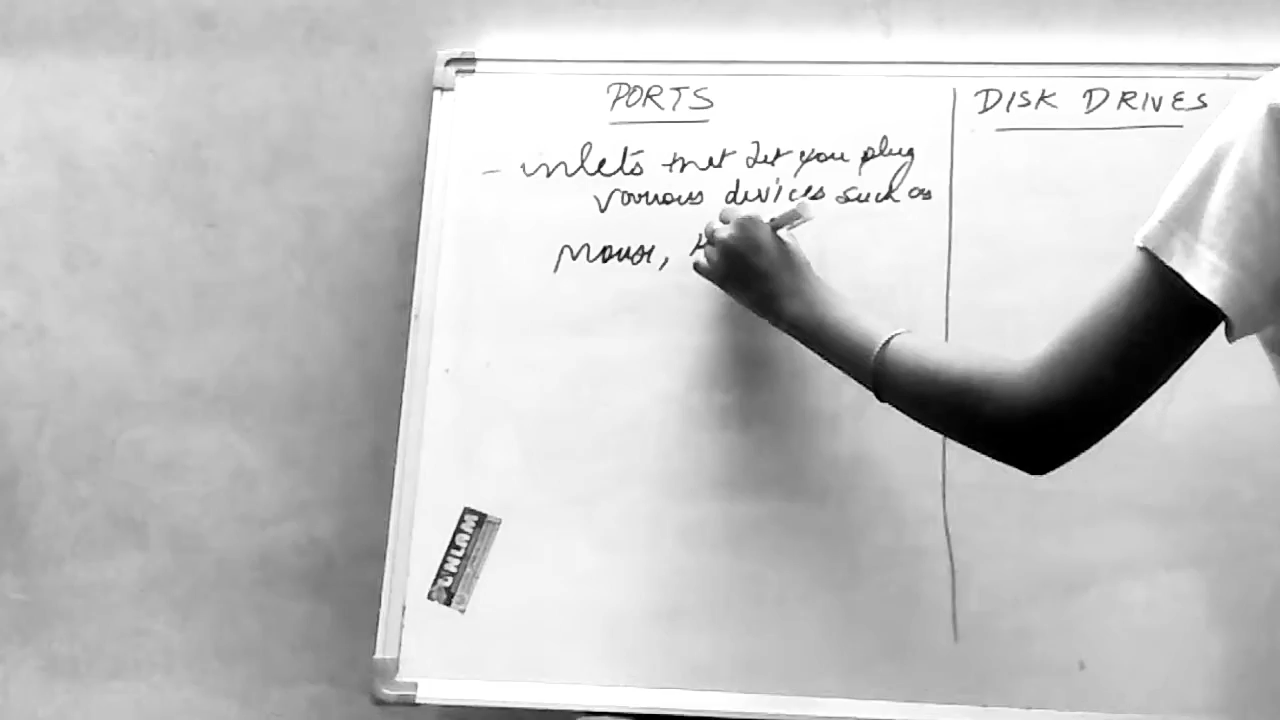 PORTS
- inlets that let you plug
various devices such as
Mouse,
DISK DRIVES